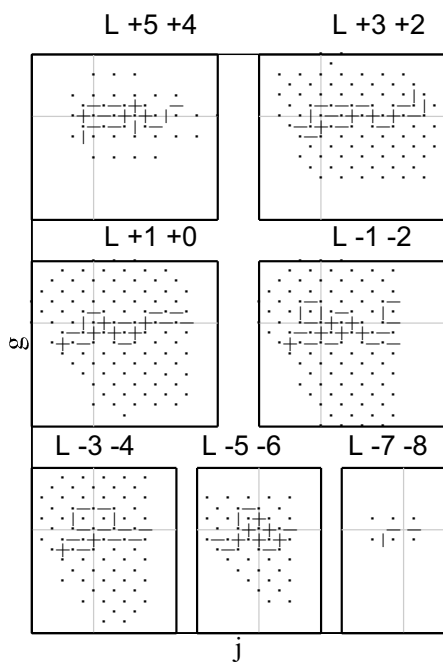 L +5 +4
L +3 +2
L +1 +0
L -1 -2
g
L -3 -4
L -5 -6
L -7 -8
j